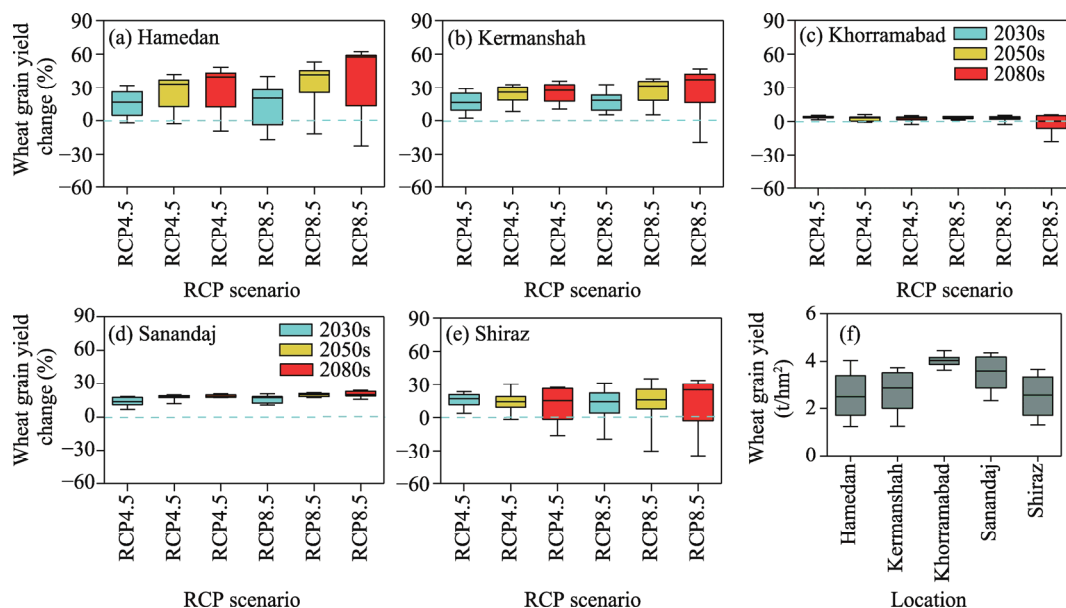 90
60
30
0
−30
−60
Wheat grain yield
change (%)
(a) Hamedan
RCP4.5
RCP4.5
RCP4.5
RCP8.5
RCP8.5
RCP8.5
RCP scenario
90
60
30
0
−30
−60
(b) Kermanshah
RCP4.5
RCP4.5
RCP4.5
RCP8.5
RCP8.5
RCP8.5
RCP scenario
90
60
30
0
−30
−60
(c) Khorramabad
2030s
2050s
2080s
RCP4.5
RCP4.5
RCP4.5
RCP8.5
RCP8.5
RCP8.5
RCP scenario
90
60
30
0
−30
−60
Wheat grain yield
change (%)
(d) Sanandaj
2030s
2050s
2080s
RCP4.5
RCP4.5
RCP4.5
RCP8.5
RCP8.5
RCP8.5
RCP scenario
90
60
30
0
−30
−60
(e) Shiraz
RCP4.5
RCP4.5
RCP4.5
RCP8.5
RCP8.5
RCP8.5
RCP scenario
6
4
2
0
Wheat grain yield
(t/hm²)
(f)
Hamedan
Kermanshah
Khorramabad
Sanandaj
Shiraz
Location